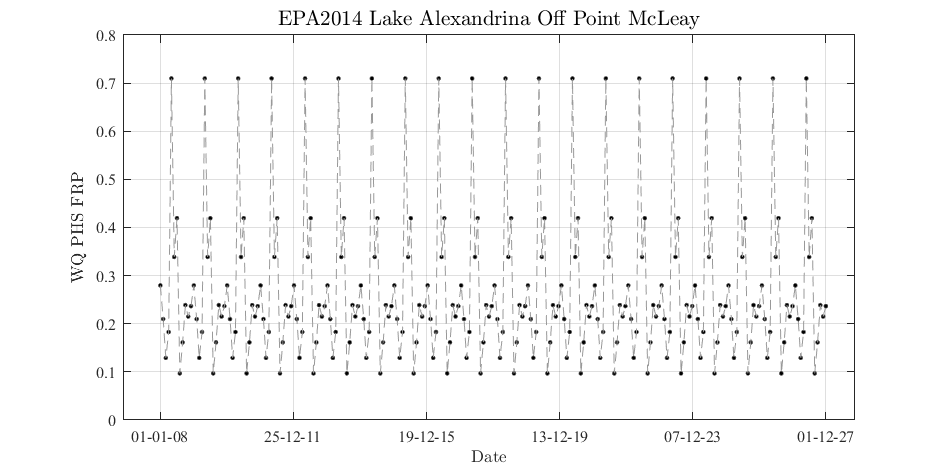 EPA2014 Lake Alexandrina Off Point McLeay
0.8
0.7
0.6
0.5
0.4
0.3
0.2
0.1
0
WQ PHS FRP
01-01-08 25-12-11 19-12-15 13-12-19 07-12-23 01-12-27
Date